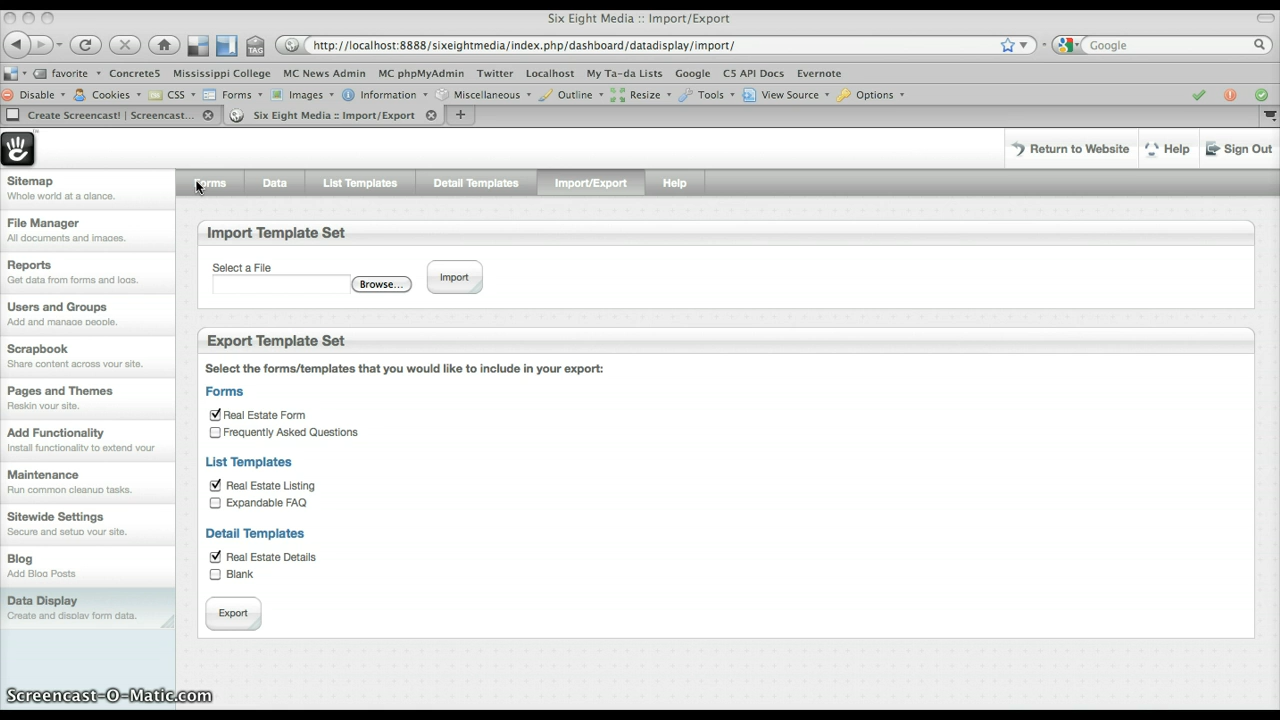 Six Eight Media :: Import/Export
http://localhost:8888/sixeightmedia/index.php/dashboard/datadisplay/import/
Google
favorite Concrete5 Mississippi College MC News Admin MC phpMyAdmin Twitter Localhost My Ta-da Lists Google C5 API Docs Evernote
Disable Cookies CSS Forms Images Information Miscellaneous Outline Resize Tools View Source Options
Create Screencast! | Screencast... Six Eight Media :: Import/Export
Return to Website Help Sign Out
Forms Data List Templates Detail Templates Import/Export Help
Sitemap
Whole world at a glance.
File Manager
All documents and images.
Reports
Get data from forms and logs.
Users and Groups
Add and manage people.
Scrapbook
Share content across your site.
Pages and Themes
Reskin your site.
Add Functionality
Install functionality to extend your
Maintenance
Run common cleanup tasks.
Sitewide Settings
Secure and setup your site.
Blog
Add Blog Posts
Data Display
Create and display form data.
Import Template Set
Select a File
Browse...
Import
Export Template Set
Select the forms/templates that you would like to include in your export:
Forms
Real Estate Form
Frequently Asked Questions
List Templates
Real Estate Listing
Expandable FAQ
Detail Templates
Real Estate Details
Blank
Export
Screencast-O-Matic.com
TAG